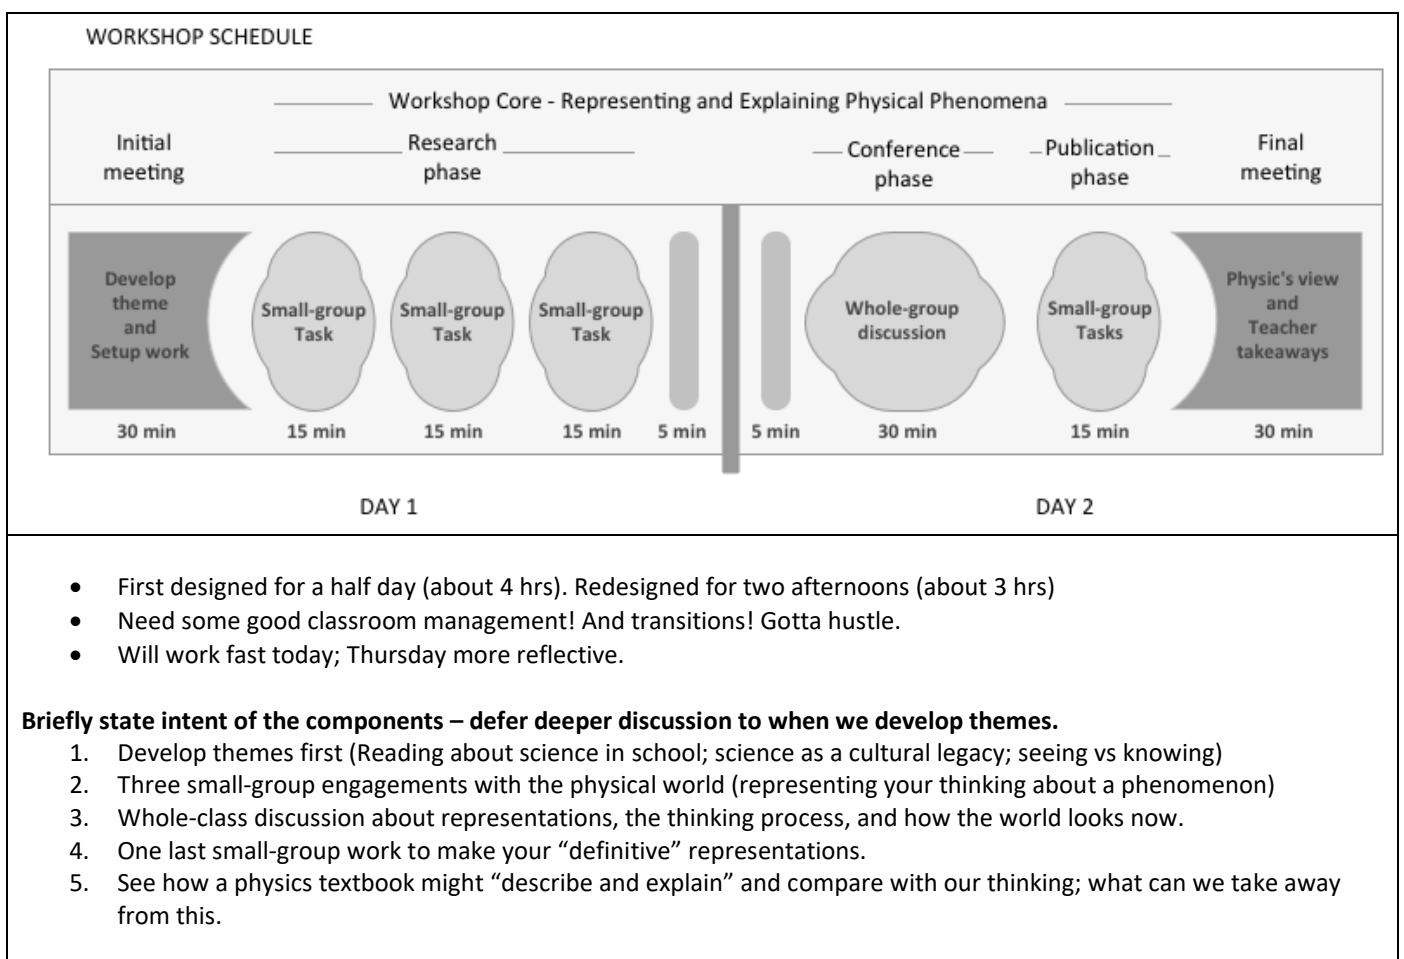 WORKSHOP SCHEDULE
Workshop Core - Representing and Explaining Physical Phenomena
Initial
meeting
Research
phase
Conference
phase
Publication
phase
Final
meeting
Develop
theme
and
Setup work
Small-group
Task
Small-group
Task
Small-group
Task
Whole-group
discussion
Small-group
Tasks
Physic's view
and
Teacher
takeaways
30 min
15 min
15 min
15 min
5 min
5 min
30 min
15 min
30 min
DAY 1
DAY 2
• First designed for a half day (about 4 hrs). Redesigned for two afternoons (about 3 hrs)
• Need some good classroom management! And transitions! Gotta hustle.
• Will work fast today; Thursday more reflective.
Briefly state intent of the components – defer deeper discussion to when we develop themes.
1. Develop themes first (Reading about science in school; science as a cultural legacy; seeing vs knowing)
2. Three small-group engagements with the physical world (representing your thinking about a phenomenon)
3. Whole-class discussion about representations, the thinking process, and how the world looks now.
4. One last small-group work to make your “definitive” representations.
5. See how a physics textbook might “describe and explain” and compare with our thinking; what can we take away
from this.